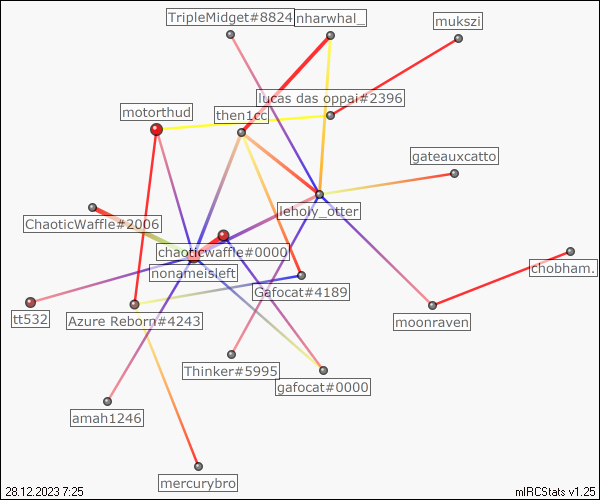 TripleMidget#8824
nharwhal_
mukszi
lucas das oppai#2396
motorthud
then1cc
gateauxcatto
leholy_otter
ChaoticWaffle#2006
chaoticwaffle#0000
nonameisleft
chobham.
Gafocat#4189
tt532
Azure Reborn#4243
moonraven
Thinker#5995
gafocat#0000
amah1246
mercurybro
28.12.2023 7:25
mIRCStats v1.25